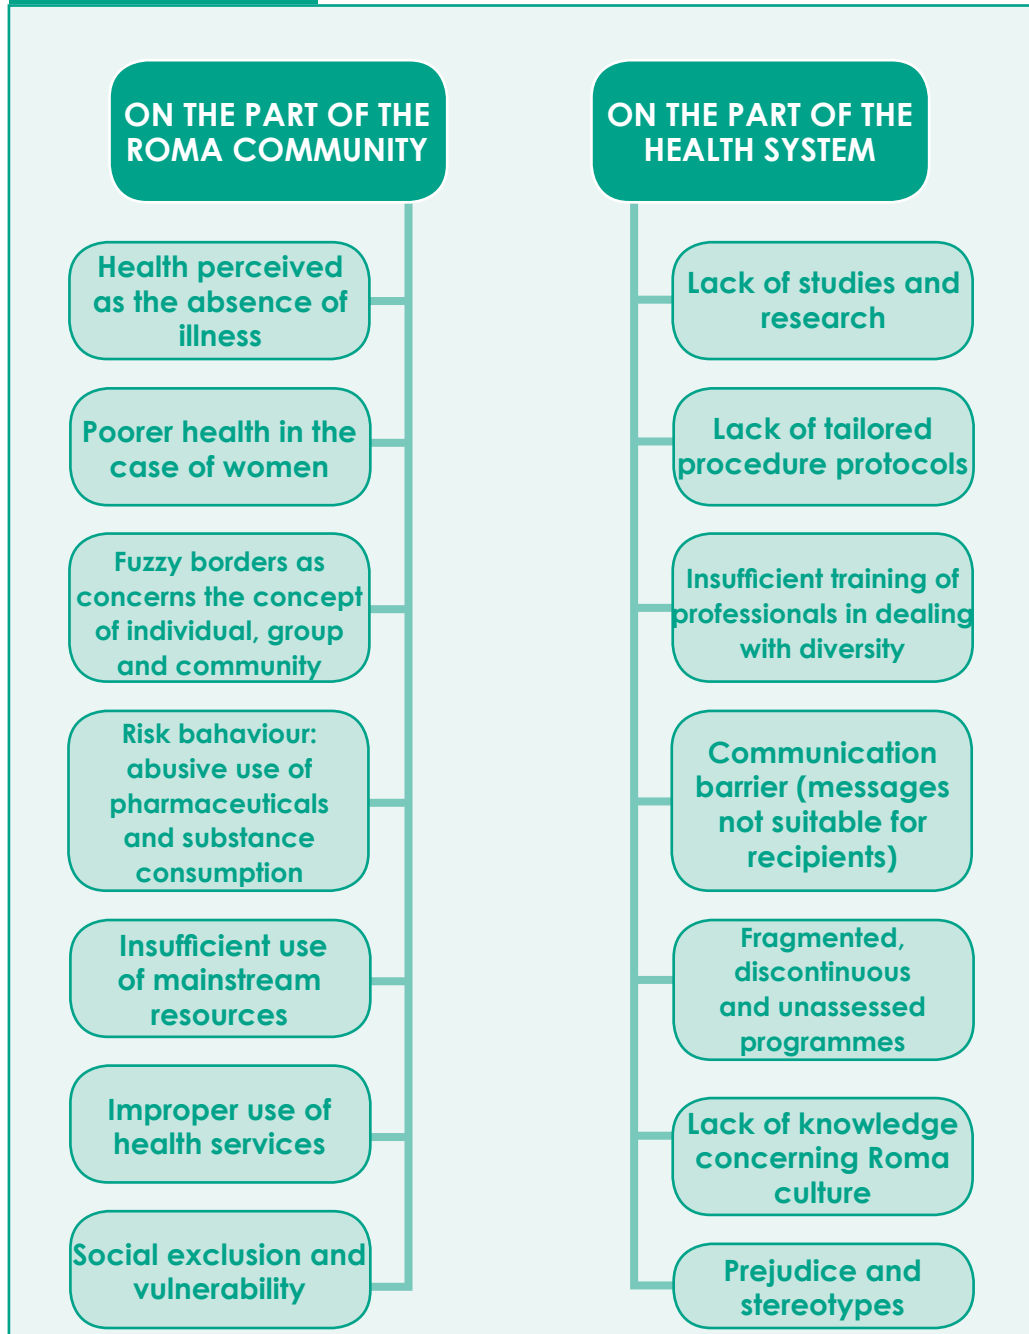 ON THE PART OF THE
ROMA COMMUNITY
Health perceived
as the absence of
illness
Poorer health in the
case of women
Fuzzy borders as
concerns the concept
of individual, group
and community
Risk bahaviour:
abusive use of
pharmaceuticals
and substance
consumption
Insufficient use
of mainstream
resources
Improper use of
health services
Social exclusion and
vulnerability
ON THE PART OF THE
HEALTH SYSTEM
Lack of studies and
research
Lack of tailored
procedure protocols
Insufficient training of
professionals in dealing
with diversity
Communication
barrier (messages
not suitable for
recipients)
Fragmented,
discontinuous
and unassessed
programmes
Lack of knowledge
concerning Roma
culture
Prejudice and
stereotypes